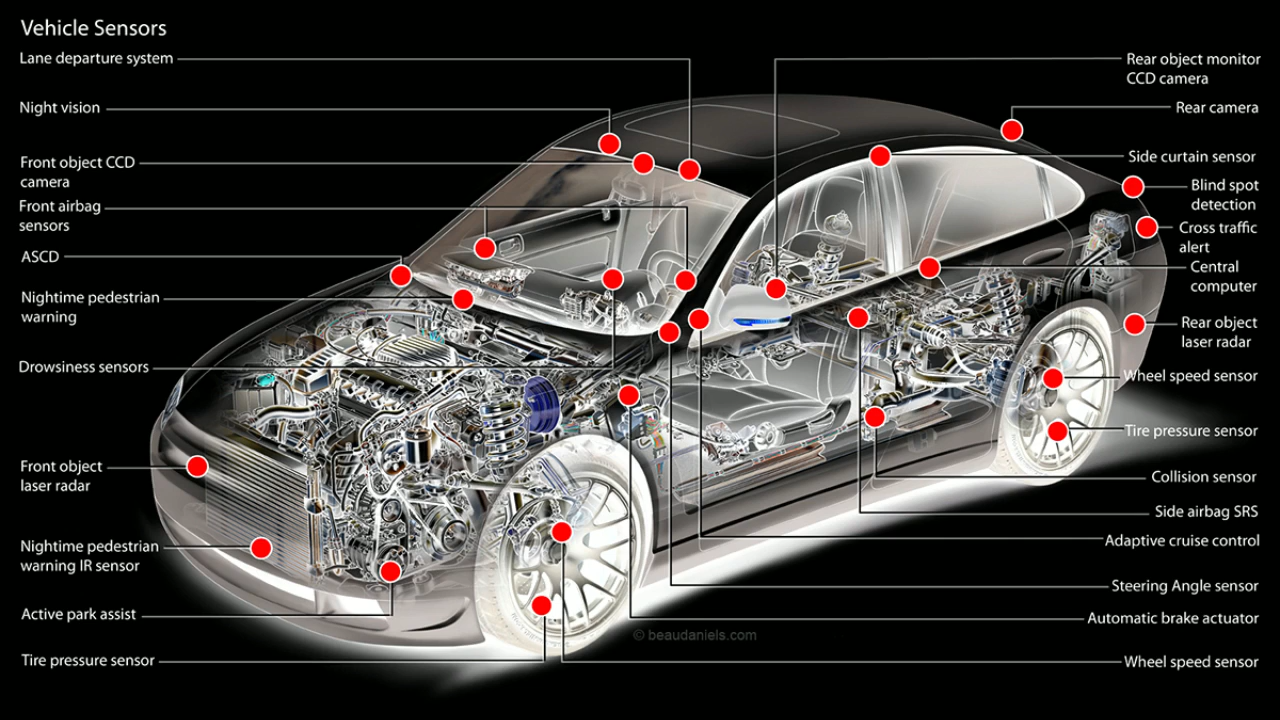 Vehicle Sensors
Lane departure system
Night vision
Front object CCD
camera
Front airbag
sensors
ASCD
Nightime pedestrian
warning
Drowsiness sensors
Front object
laser radar
Nightime pedestrian
warning IR sensor
Active park assist
Tire pressure sensor
Rear object monitor
CCD camera
Rear camera
Side curtain sensor
Blind spot
detection
Cross traffic
alert
Central
computer
Rear object
laser radar
Wheel speed sensor
Tire pressure sensor
Collision sensor
Side airbag SRS
Adaptive cruise control
Steering Angle sensor
Automatic brake actuator
Wheel speed sensor
© beaudaniels.com